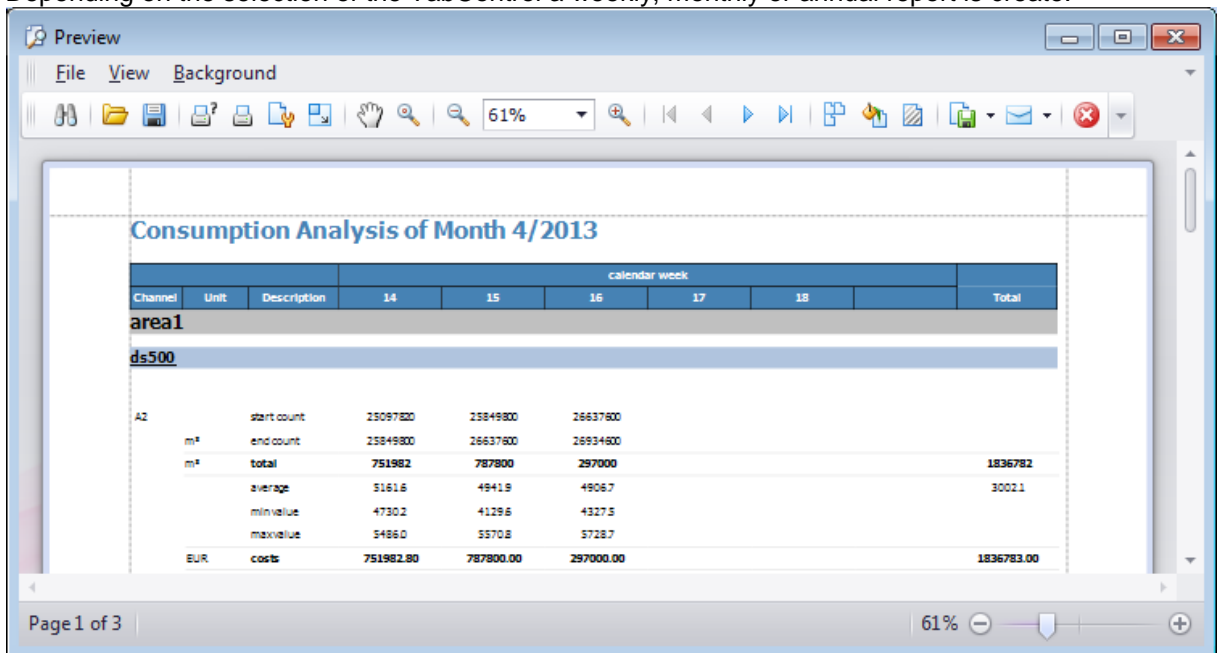 Depending on the selection of the TabControl a weekly, monthly or annual report is create.
Preview
File View Background
61%
Consumption Analysis of Month 4/2013
calendar week
Channel Unit Description 14 15 16 17 18 Total
area1
ds500
A2 start count 25097820 25849800 26637600
m³ end count 25849800 26637600 26934600
m³ total 751982 787800 297000 1836782
average 5161.6 4941.9 4906.7 3002.1
min value 4730.2 4129.6 4327.5
max value 5486.0 5570.8 5728.7
EUR costs 751982.80 787800.00 297000.00 1836783.00
Page 1 of 3 61%